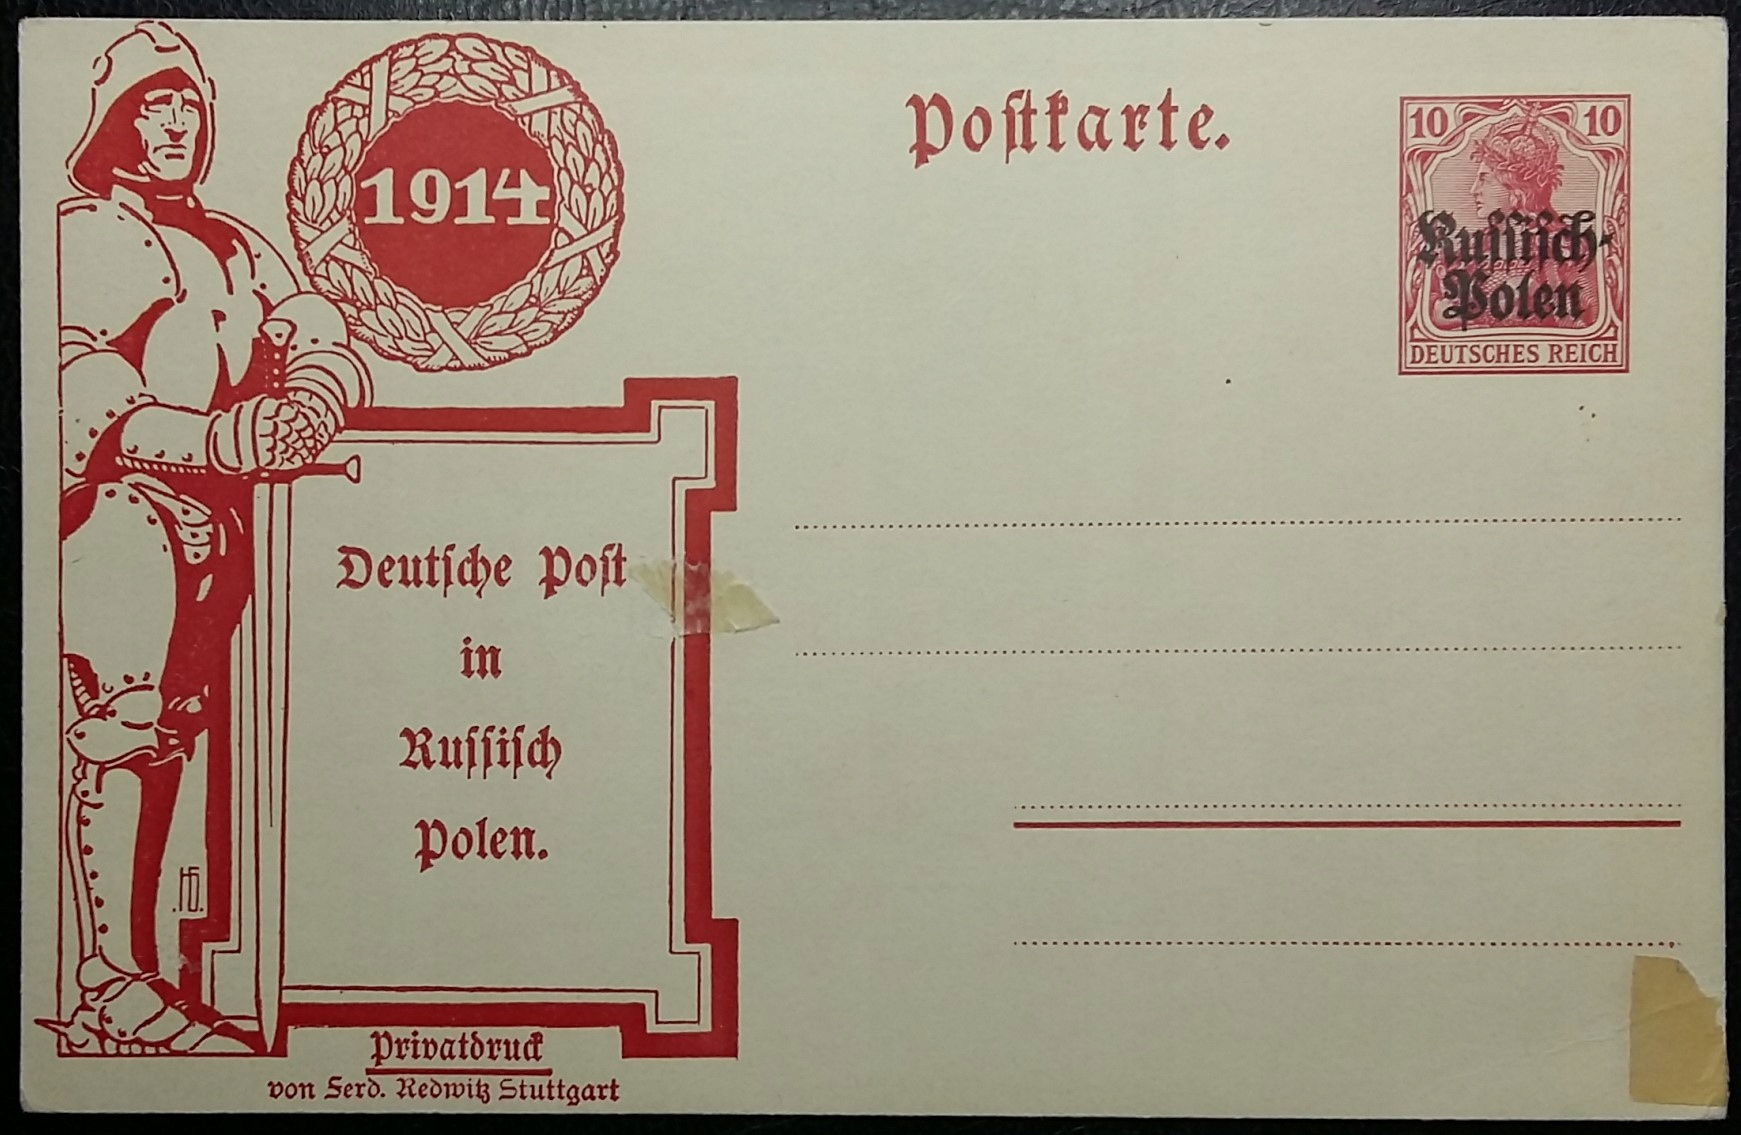 1914
Postkarte.
10 10
Russisch-
Polen
DEUTSCHES REICH
Deutsche Post
in
Russisch
Polen.
Privatdruck
von Ferd. Redwitz Stuttgart